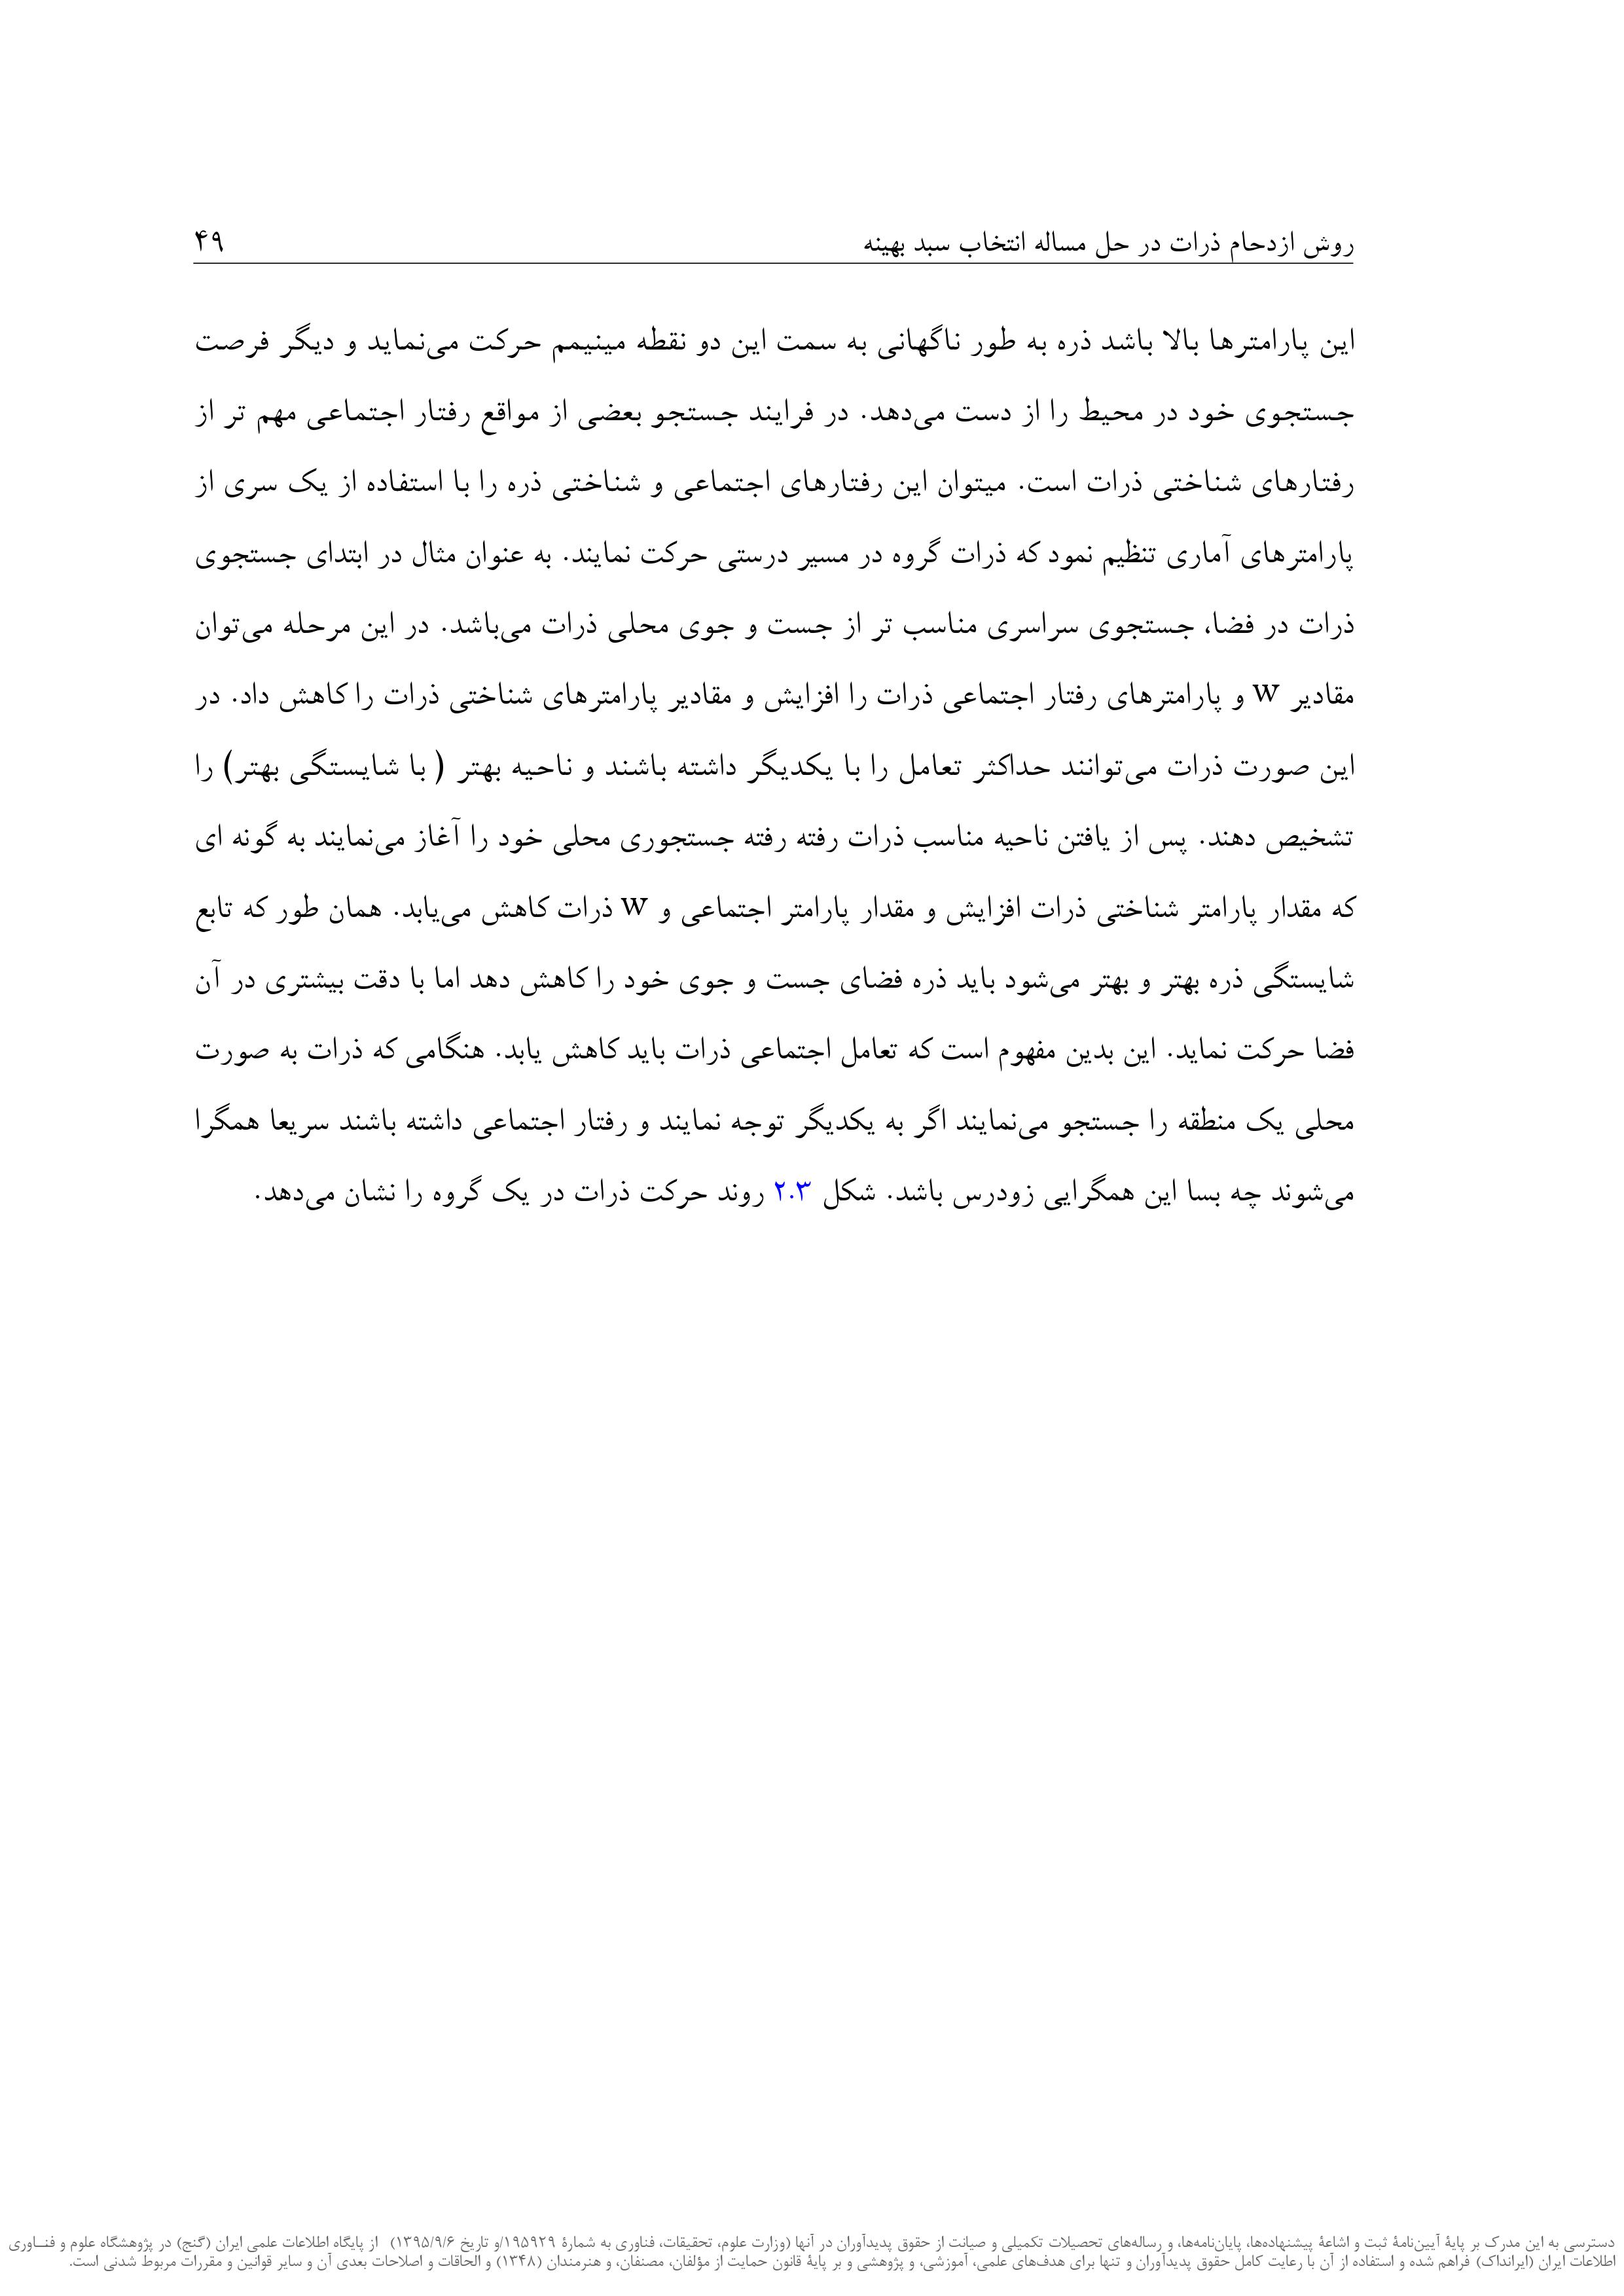 روش ازدحام ذرات در حل مساله انتخاب سبد بهینه ۴۹
این پارامترها بالا باشد ذره به طور ناگهانی به سمت این دو نقطه مینیمم حرکت می‌نماید و دیگر فرصت
جستجوی خود در محیط را از دست می‌دهد. در فرایند جستجو بعضی از مواقع رفتار اجتماعی مهم تر از
رفتارهای شناختی ذرات است. میتوان این رفتارهای اجتماعی و شناختی ذره را با استفاده از یک سری از
پارامترهای آماری تنظیم نمود که ذرات گروه در مسیر درستی حرکت نمایند. به عنوان مثال در ابتدای جستجوی
ذرات در فضا، جستجوی سراسری مناسب تر از جست و جوی محلی ذرات می‌باشد. در این مرحله می‌توان
مقادیر w و پارامترهای رفتار اجتماعی ذرات را افزایش و مقادیر پارامترهای شناختی ذرات را کاهش داد. در
این صورت ذرات می‌توانند حداکثر تعامل را با یکدیگر داشته باشند و ناحیه بهتر ( با شایستگی بهتر) را
تشخیص دهند. پس از یافتن ناحیه مناسب ذرات رفته رفته جستجوری محلی خود را آغاز می‌نمایند به گونه ای
که مقدار پارامتر شناختی ذرات افزایش و مقدار پارامتر اجتماعی و w ذرات کاهش می‌یابد. همان طور که تابع
شایستگی ذره بهتر و بهتر می‌شود باید ذره فضای جست و جوی خود را کاهش دهد اما با دقت بیشتری در آن
فضا حرکت نماید. این بدین مفهوم است که تعامل اجتماعی ذرات باید کاهش یابد. هنگامی که ذرات به صورت
محلی یک منطقه را جستجو می‌نمایند اگر به یکدیگر توجه نمایند و رفتار اجتماعی داشته باشند سریعا همگرا
می‌شوند چه بسا این همگرایی زودرس باشد. شکل ۲.۳ روند حرکت ذرات در یک گروه را نشان می‌دهد.
دسترسی به این مدرک بر پایهٔ آیین‌نامهٔ ثبت و اشاعهٔ پیشنهاده‌ها، پایان‌نامه‌ها، و رساله‌های تحصیلات تکمیلی و صیانت از حقوق پدیدآوران در آنها (وزارت علوم، تحقیقات، فناوری به شمارهٔ ۱۹۵۹۲۹/و تاریخ ۱۳۹۵/۹/۶) از پایگاه اطلاعات علمی ایران (گنج) در پژوهشگاه علوم و فنــاوری
اطلاعات ایران (ایرانداک) فراهم شده و استفاده از آن با رعایت کامل حقوق پدیدآوران و تنها برای هدف‌های علمی، آموزشی، و پژوهشی و بر پایهٔ قانون حمایت از مؤلفان، مصنفان، و هنرمندان (۱۳۴۸) و الحاقات و اصلاحات بعدی آن و سایر قوانین و مقررات مربوط شدنی است.